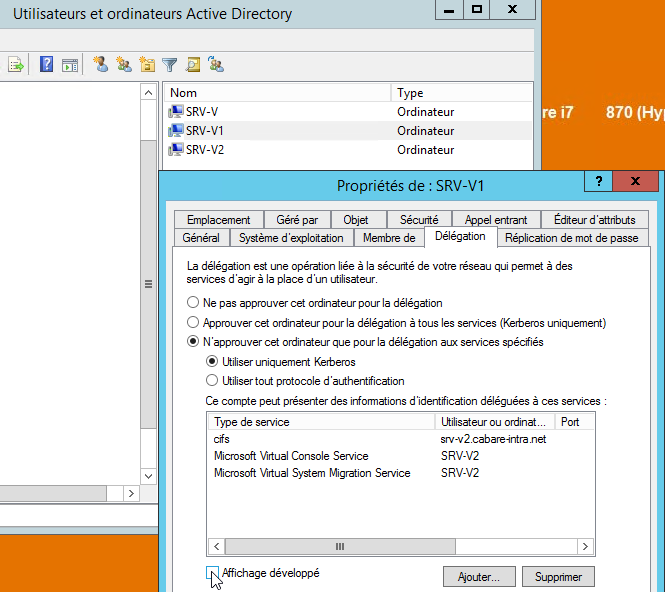 Utilisateurs et ordinateurs Active Directory
Nom Type
SRV-V Ordinateur
SRV-V1 Ordinateur
SRV-V2 Ordinateur
re i7 870 (Hyp
Propriétés de : SRV-V1
Emplacement Géré par Objet Sécurité Appel entrant Éditeur d'attributs
Général Système d'exploitation Membre de Délégation Réplication de mot de passe
La délégation est une opération liée à la sécurité de votre réseau qui permet à des
services d'agir à la place d'un utilisateur.
Ne pas approuver cet ordinateur pour la délégation
Approuver cet ordinateur pour la délégation à tous les services (Kerberos uniquement)
N'approuver cet ordinateur que pour la délégation aux services spécifiés
Utiliser uniquement Kerberos
Utiliser tout protocole d'authentification
Ce compte peut présenter des informations d'identification déléguées à ces services :
Type de service Utilisateur ou ordinat... Port
cifs srv-v2.cabare-intra.net
Microsoft Virtual Console Service SRV-V2
Microsoft Virtual System Migration Service SRV-V2
Affichage développé Ajouter... Supprimer